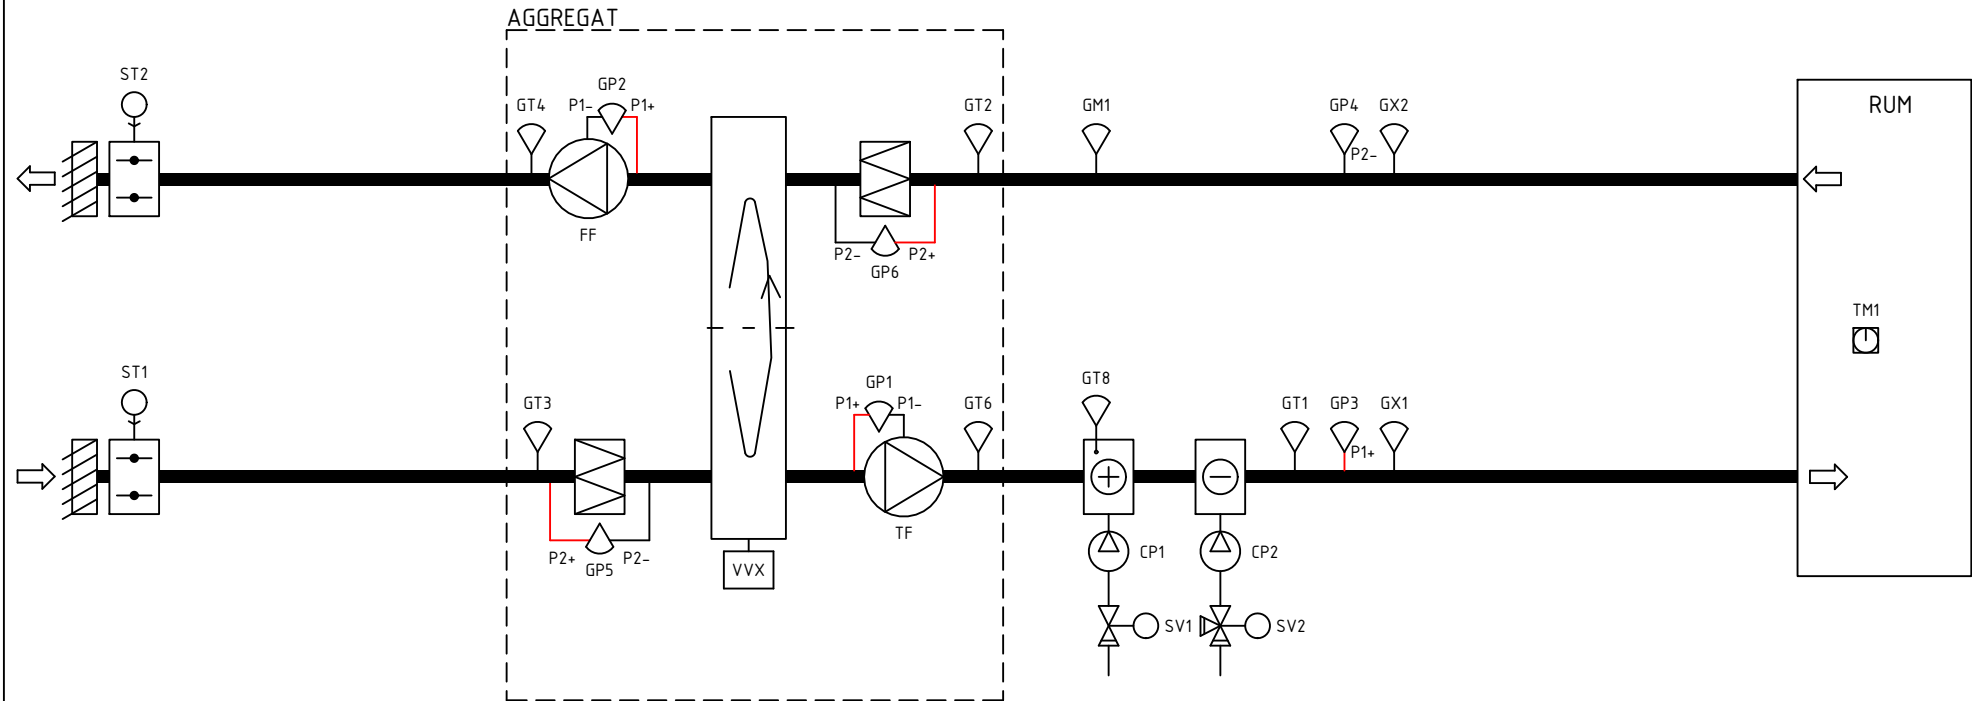 AGGREGAT
ST2
GP2
GT4
P1-
P1+
GT2
GM1
GP4
GX2
RUM
P2-
FF
P2-
P2+
GP6
TM1
ST1
GT8
GP1
GT3
P1+
P1-
GT6
GT1
GP3
GX1
P1+
TF
P2+
P2-
GP5
VVX
CP1
CP2
SV1
SV2